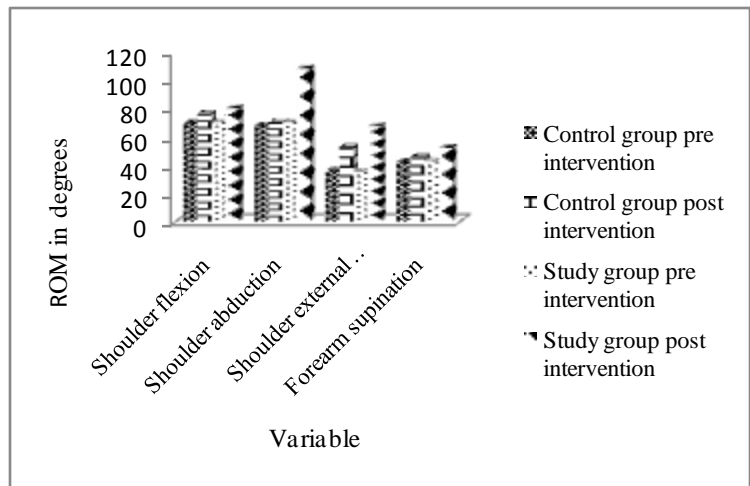 120
100
80
60
40
20
0
ROM in degrees
Shoulder flexion
Shoulder abduction
Shoulder external ..
Forearm supination
Variable
Control group pre
intervention
Control group post
intervention
Study group pre
intervention
Study group post
intervention